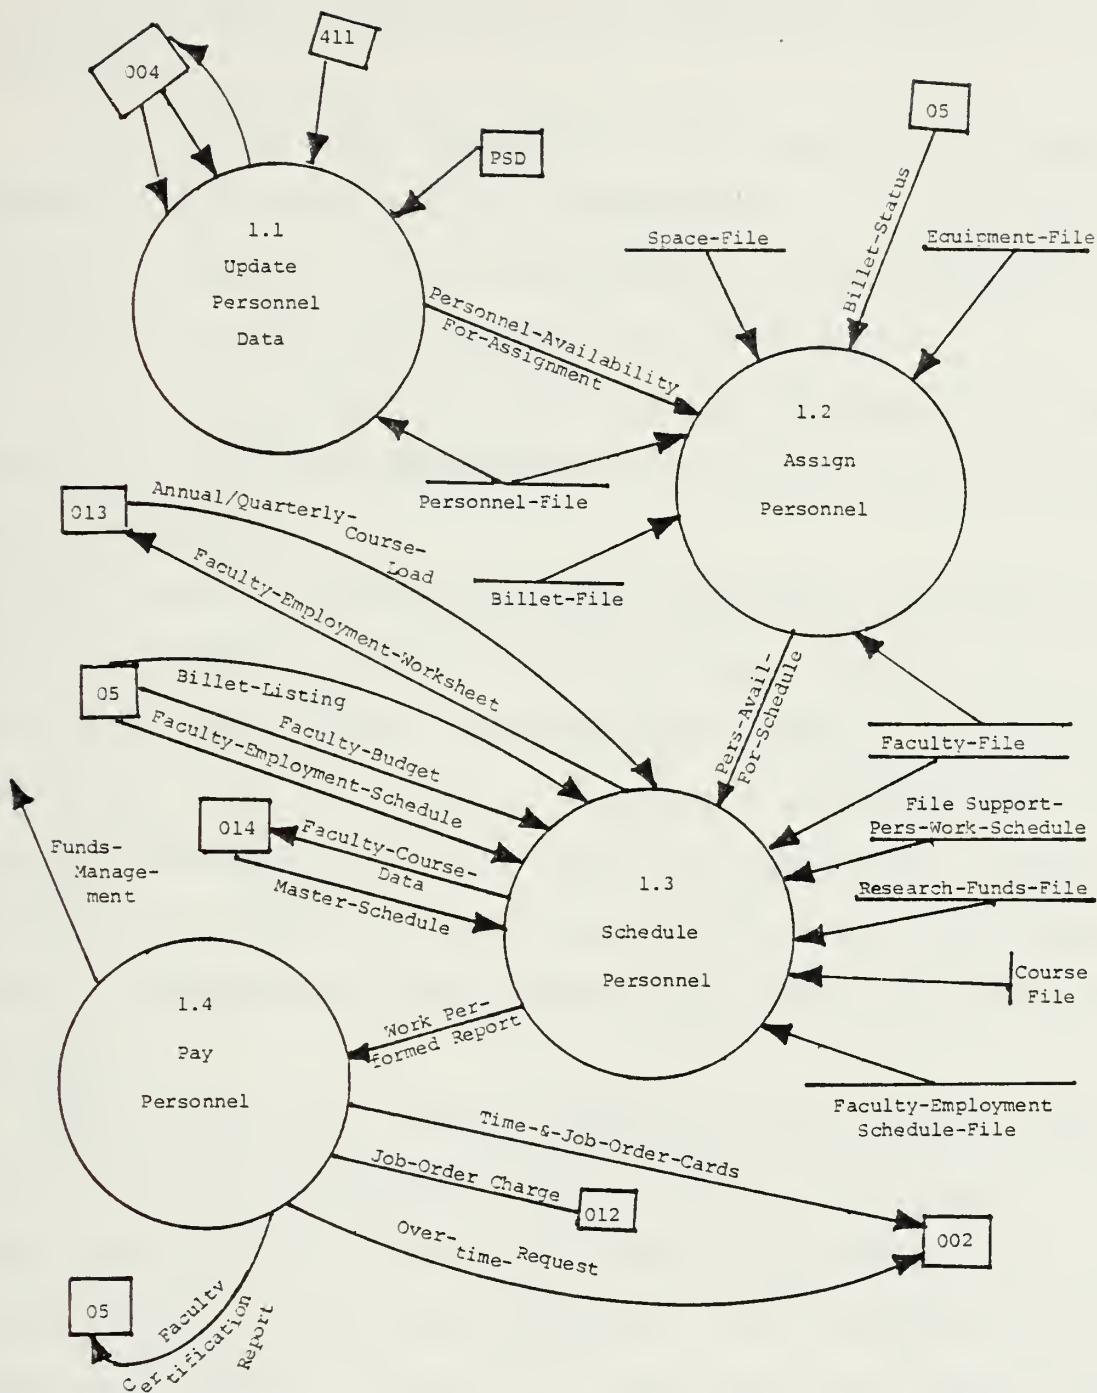 004
411
PSD
05
1.1
Update
Personnel
Data
Space-File
Billet-Status
Equipment-File
Personnel-Availability
For-Assignment
1.2
Assign
Personnel
Personnel-File
Billet-File
013
Annual/Quarterly-
Course-
Load
Faculty-Employment-Worksheet
05
Billet-Listing
Faculty-Budget
Faculty-Employment-Schedule
Pers-Avail-
For-Schedule
Faculty-File
File Support-
Pers-Work-Schedule
Research-Funds-File
Course
File
Faculty-Employment
Schedule-File
014
Faculty-Course-
Data
Master-Schedule
1.3
Schedule
Personnel
Funds-
Manage-
ment
1.4
Pay
Personnel
Work Per-
formed Report
Time-&-Job-Order-Cards
Job-Order Charge
012
Over-
time-
Request
002
05
Faculty
Certification
Report